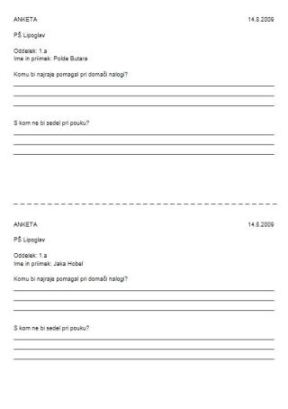 ANKETA 14.8.2009
PŠ Lipoglav
Oddelek: 1.a
Ime in priimek: Polde Butara
Komu bi najraje pomagal pri domači nalogi?
S kom ne bi sedel pri pouku?
ANKETA 14.8.2009
PŠ Lipoglav
Oddelek: 1.a
Ime in priimek: Jaka Hobel
Komu bi najraje pomagal pri domači nalogi?
S kom ne bi sedel pri pouku?